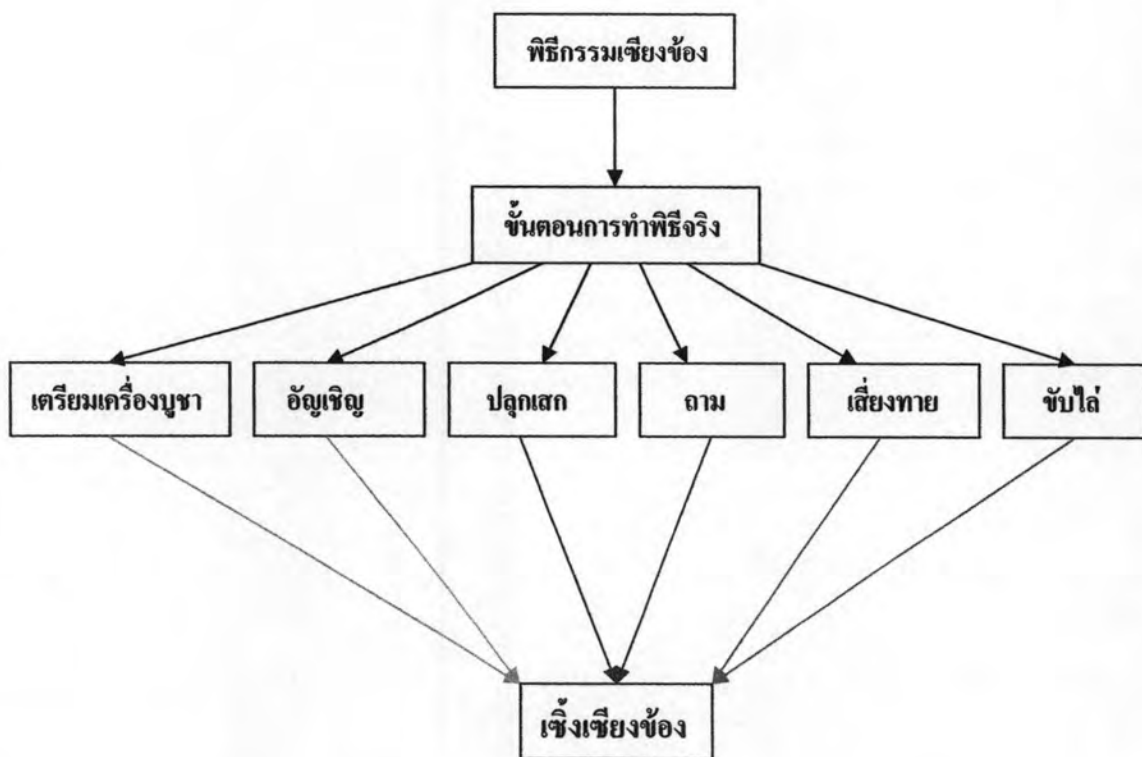 พิธีกรรมเซียงข้อง
ขั้นตอนการทำพิธีจริง
เตรียมเครื่องบูชา
อัญเชิญ
ปลุกเสก
ถาม
เสี่ยงทาย
ขับไล่
เซิ้งเซียงข้อง